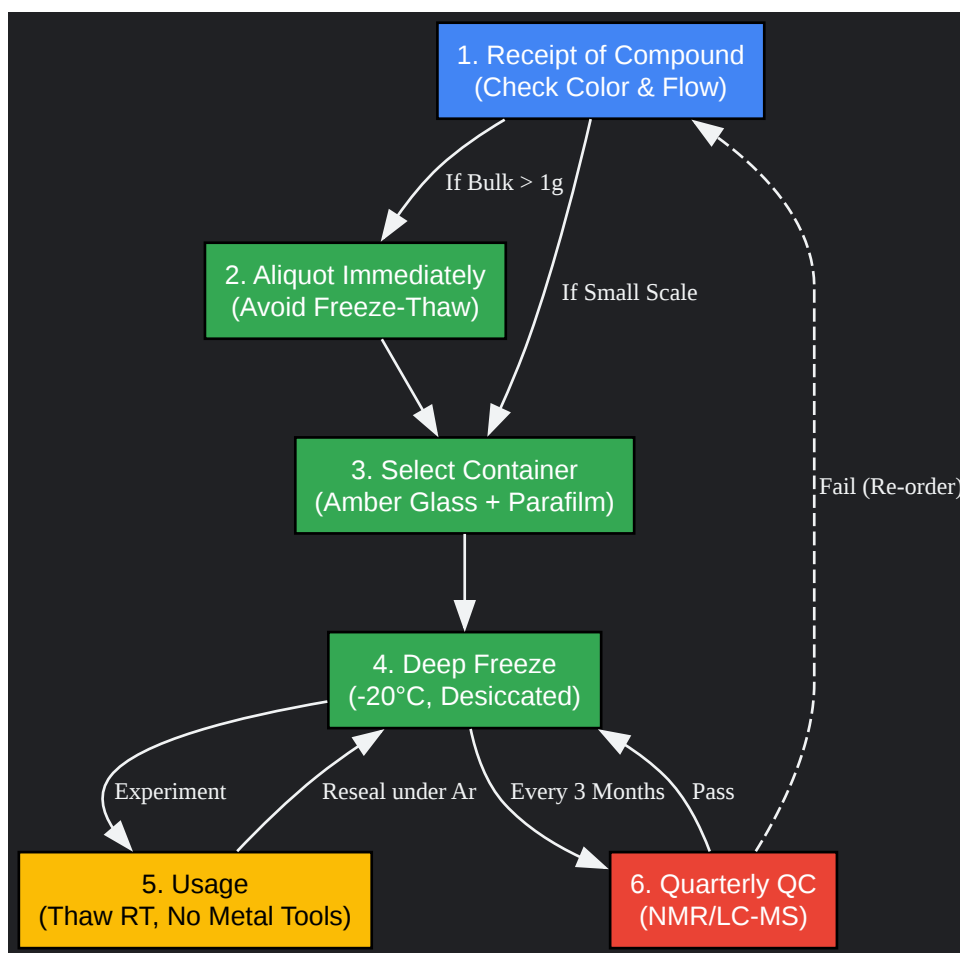 1. Receipt of Compound
(Check Color & Flow)
If Bulk > 1g
2. Aliquot Immediately
(Avoid Freeze-Thaw)
If Small Scale
3. Select Container
(Amber Glass + Parafilm)
Fail (Re-order)
4. Deep Freeze
(-20°C, Desiccated)
Experiment
Reseal under Ar
Every 3 Months
Pass
5. Usage
(Thaw RT, No Metal Tools)
6. Quarterly QC
(NMR/LC-MS)